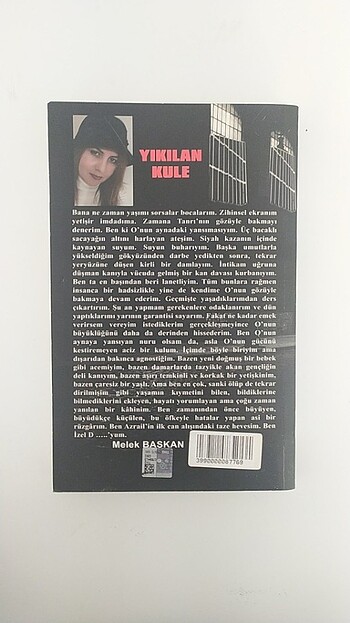 YIKILAN
KULE
Bana ne zaman yaşımı sorsalar bocalarım. Zihinsel ekranım
yetişir imdadıma. Zamana Tanrı'nın gözüyle bakmayı
denerim. Ben ki O'nun aynadaki yansımasıyım. Üç bacaklı
sacayağın altını harlayan ateşim. Siyah kazanın içinde
kaynayan suyum. Suyun buharıyım. Başka umutlarla
yükseldiğim gökyüzünden darbe yedikten sonra, tekrar
yeryüzüne düşen kirli bir damlayım. İntikam uğruna
düşman kanıyla vücuda gelmiş bir kan davası kurbanıyım.
Ben ta en başından beri lanetliyim. Tüm bunlara rağmen
insanca bir hadsizlikle yine de kendime O'nun gözüyle
bakmaya devam ederim. Geçmişte yaşadıklarımdan ders
çıkartırım. Şu an yapmam gerekenlere odaklanırım ve dün
yaptıklarımı yarının garantisi sayarım. Fakat ne kadar emek
verirsem vereyim istediklerim gerçekleşmeyince O'nun
büyüklüğünü daha da derinden hissederim. Ben O'nun
aynaya yansıyan nuru olsam da, asla O'nun gücünü
kestiremeyen aciz bir kulum. İçimde böyle biriyim ama
dışarıdan bakınca agnostiğim. Bazen yeni doğmuş bir bebek
gibi acemiyim, bazen damarlarda tazyikle akan gençliğin
deli kanıyım, bazen aşırı temkinli ve korkak bir yetişkinim,
bazen çaresiz bir yaşlı. Ama ben en çok, sanki ölüp de tekrar
dirilmişim gibi yaşamın kıymetini bilen, bildiklerine
bilmediklerini ekleyen, hayatı yorumlayan ama çoğu zaman
yanılan bir kâhinim. Ben zamanından önce büyüyen,
büyüdükçe küçülen, bu öfkeyle hatalar yapan asi bir
rüzgârım. Ben Azrail'in ilk can alışındaki taze hevesim. Ben
İzel D .....'yum.
Melek BAŞKAN
3990000087769